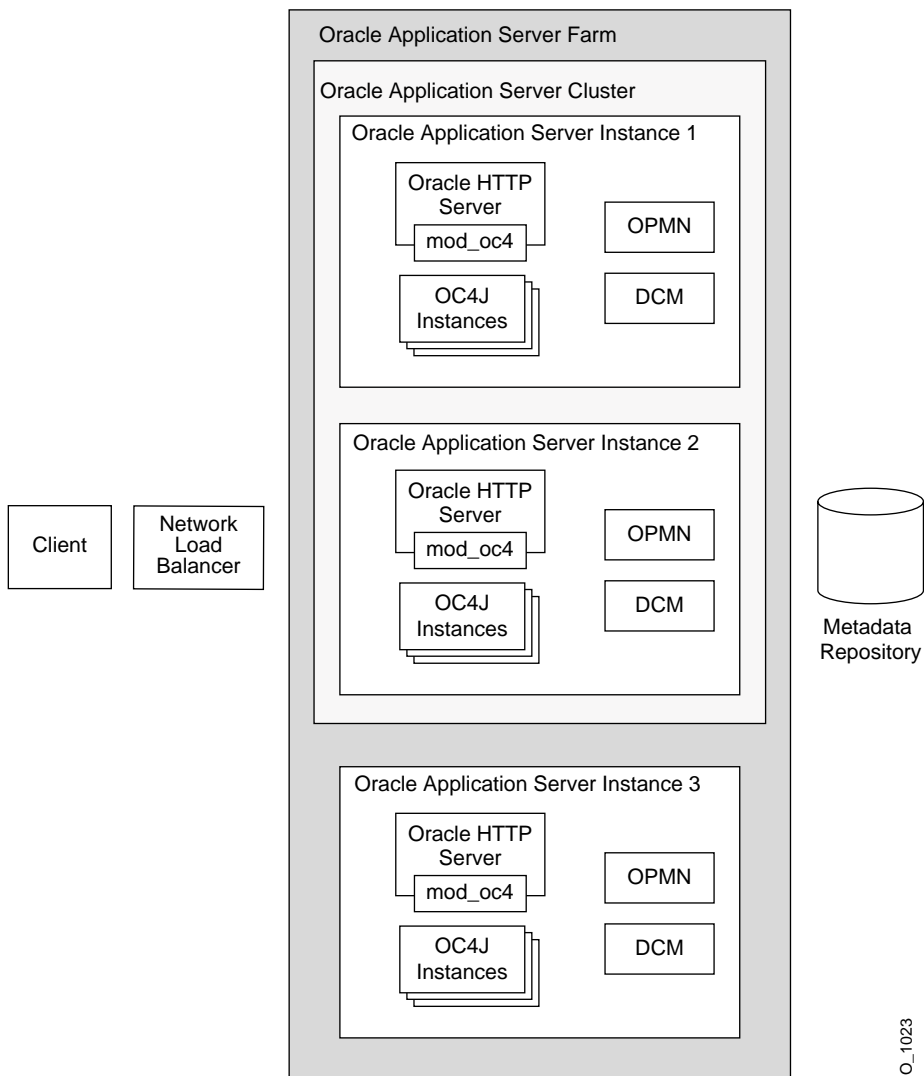 Oracle Application Server Farm
Oracle Application Server Cluster
Oracle Application Server Instance 1
Oracle HTTP
Server
mod_oc4
OPMN
OC4J
Instances
DCM
Oracle Application Server Instance 2
Oracle HTTP
Server
mod_oc4
OPMN
OC4J
Instances
DCM
Client
Network
Load
Balancer
Metadata
Repository
Oracle Application Server Instance 3
Oracle HTTP
Server
mod_oc4
OPMN
OC4J
Instances
DCM
O_1023